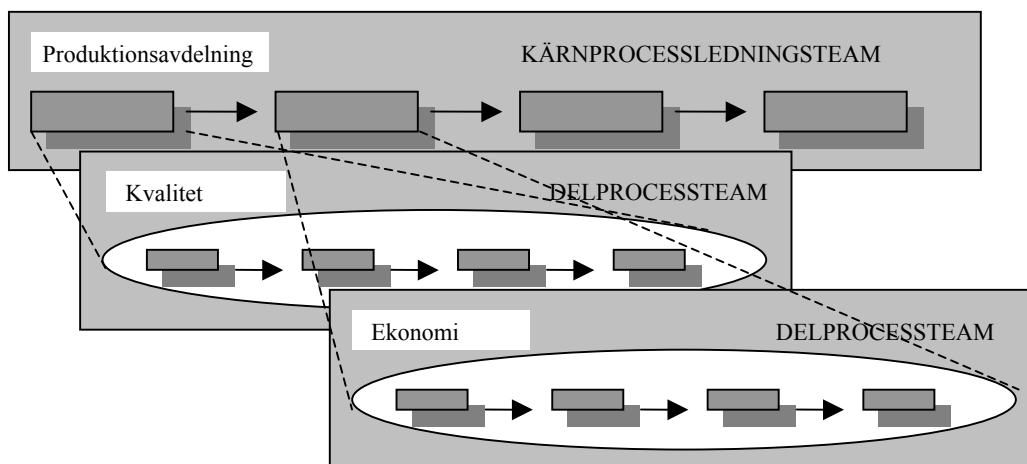 Produktionsavdelning
KÄRNPROCESSLEDNINGSTEAM
Kvalitet
DELPROCESSTEAM
Ekonomi
DELPROCESSTEAM